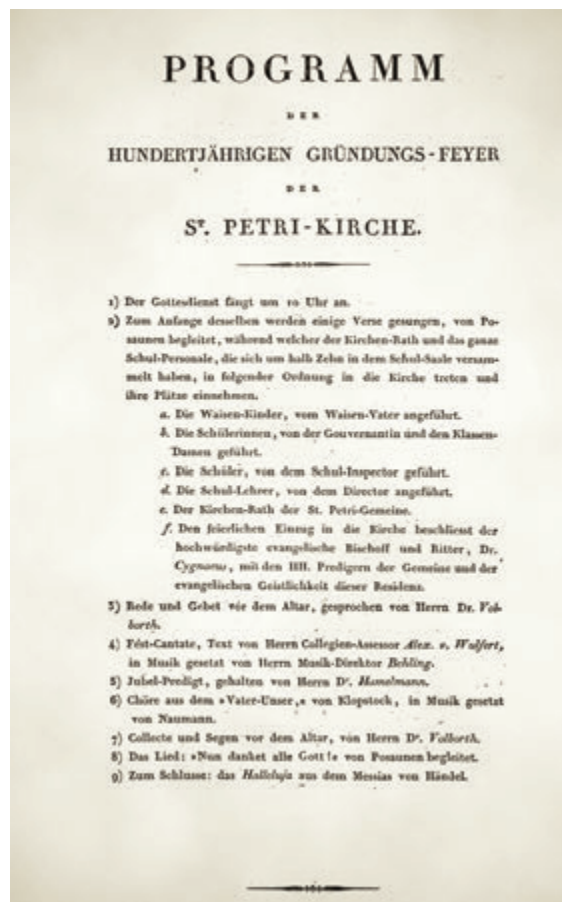 PROGRAMM
DER
HUNDERTJÄHRIGEN GRÜNDUNGS-FEYER
DER
Sᵗ. PETRI-KIRCHE.
1) Der Gottesdienst fängt um 10 Uhr an.
2) Zum Anfange desselben werden einige Verse gesungen, von Po-
saunen begleitet, während welcher der Kirchen-Rath und das ganze
Schul-Personale, die sich um halb Zehn in dem Schul-Saale versam-
melt haben, in folgender Ordnung in die Kirche treten und
ihre Plätze einnehmen.
a. Die Waisen-Kinder, vom Waisen-Vater angeführt.
b. Die Schülerinnen, von der Gouvernantin und den Klassen-
Damen geführt.
c. Die Schüler, von dem Schul-Inspector geführt.
d. Die Schul-Lehrer, von dem Director angeführt.
e. Der Kirchen-Rath der St. Petri-Gemeine.
f. Den feierlichen Einzug in die Kirche beschliesst der
hochwürdigste evangelische Bischoff und Ritter, Dr.
Cygnaeus, mit den HH. Predigern der Gemeine und der
evangelischen Geistlichkeit dieser Residenz.
3) Rede und Gebet vor dem Altar, gesprochen von Herrn Dr. Vol-
borth.
4) Fest-Cantate, Text von Herrn Collegien-Assessor Alex. v. Wulfert,
in Musik gesetzt von Herrn Musik-Direktor Behling.
5) Jubel-Predigt, gehalten von Herrn Dʳ. Hamelmann.
6) Chöre aus dem »Vater-Unser,« von Klopstock, in Musik gesetzt
von Naumann.
7) Collecte und Segen vor dem Altar, von Herrn Dʳ. Volborth.
8) Das Lied: »Nun danket alle Gott!« von Posaunen begleitet.
9) Zum Schlusse: das Halleluja aus dem Messias von Händel.